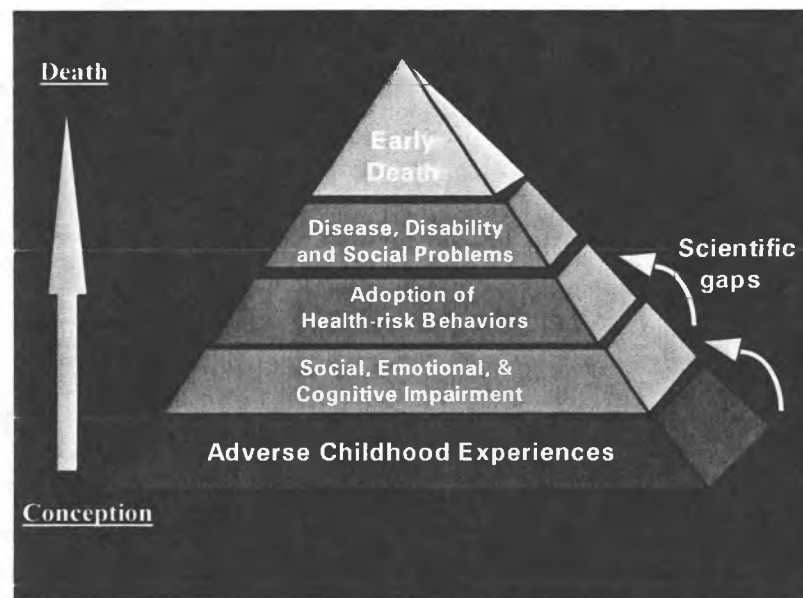 Death
Early
Death
Disease, Disability
and Social Problems
Scientific
gaps
Adoption of
Health-risk Behaviors
Social, Emotional, &
Cognitive Impairment
Adverse Childhood Experiences
Conception